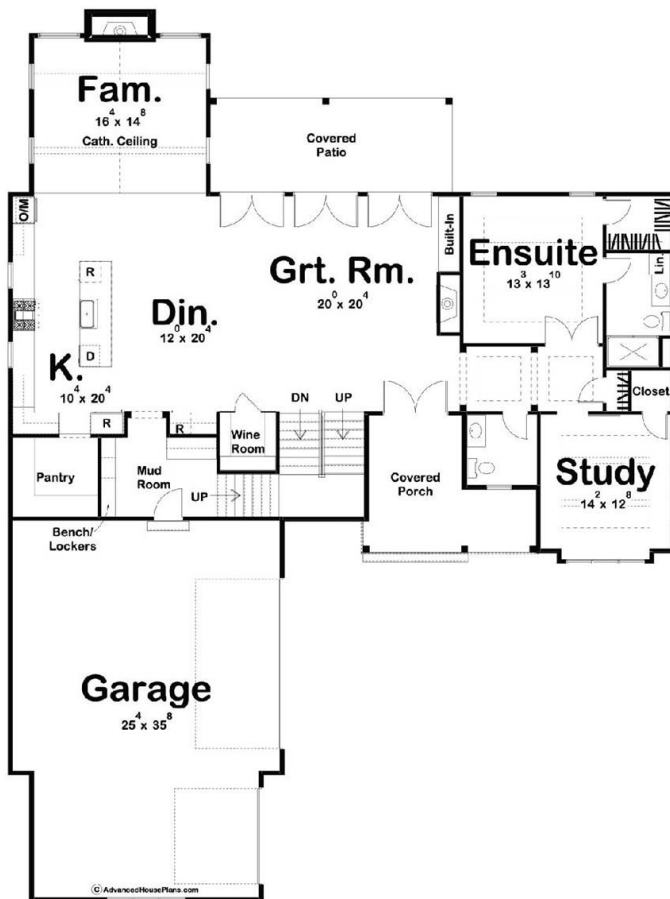 Fam.
16⁴ x 14⁸
Cath. Ceiling
Covered
Patio
O/M
Built-In
Ensuite
13³ x 13¹⁰
Lin.
R
Grt. Rm.
20⁰ x 20⁴
Din.
12⁰ x 20⁴
D
K.
10⁴ x 20⁴
R
R
DN
UP
Closet
Wine
Room
Pantry
Mud
Room
UP
Covered
Porch
Study
14² x 12⁸
Bench/
Lockers
Garage
25⁴ x 35⁸
© AdvancedHousePlans.com